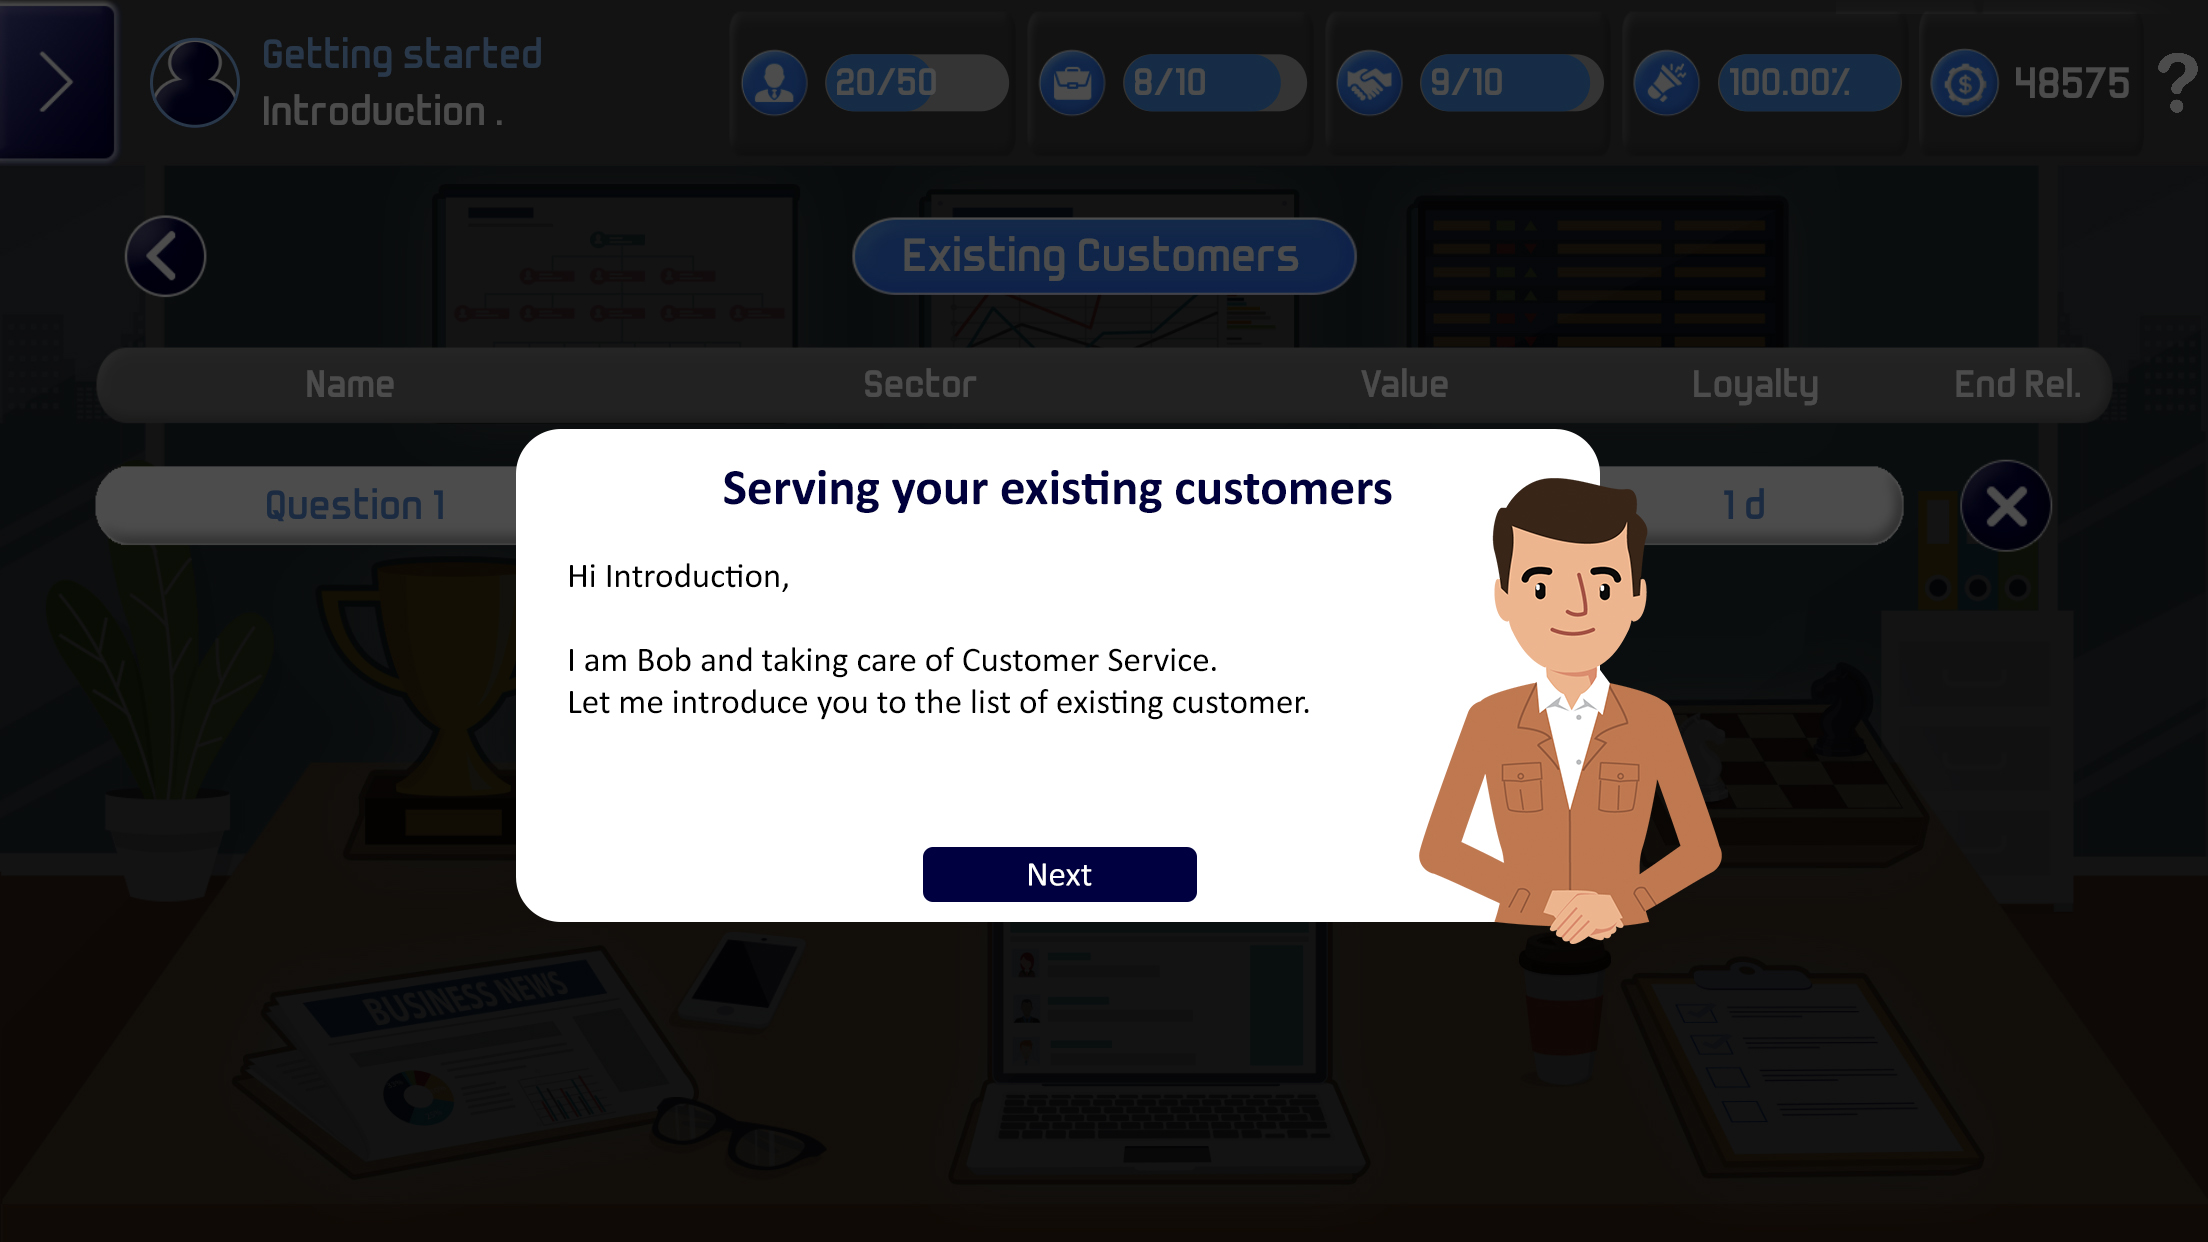 Getting started
Introduction .
20/50
8/10
9/10
100.00%
48575
?
Existing Customers
Name Sector Value Loyalty End Rel.
Question 1 1 d
Serving your existing customers
Hi Introduction,
I am Bob and taking care of Customer Service.
Let me introduce you to the list of existing customer.
Next
BUSINESS NEWS